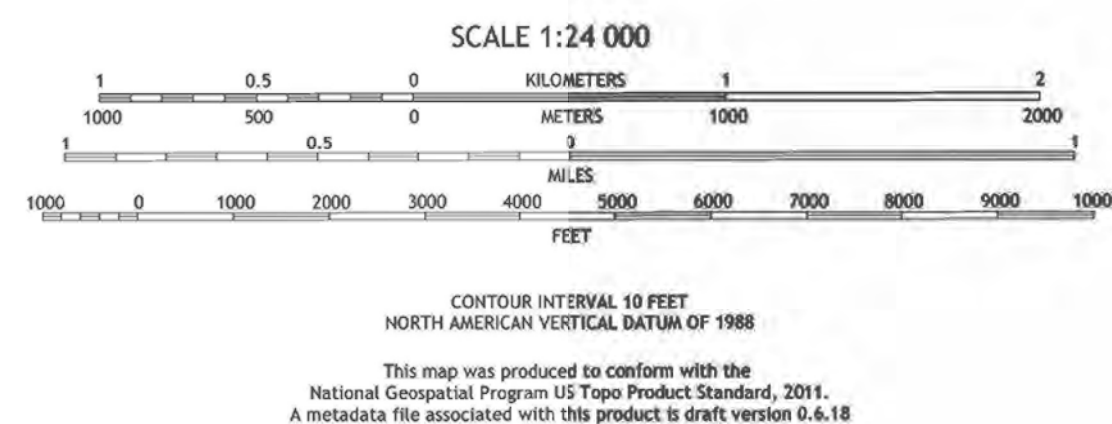 SCALE 1:24 000
1 0.5 0 KILOMETERS 1 2
1000 500 0 METERS 1000 2000
1 0.5 0 1
MILES
1000 0 1000 2000 3000 4000 5000 6000 7000 8000 9000 1000
FEET
CONTOUR INTERVAL 10 FEET
NORTH AMERICAN VERTICAL DATUM OF 1988
This map was produced to conform with the
National Geospatial Program US Topo Product Standard, 2011.
A metadata file associated with this product is draft version 0.6.18